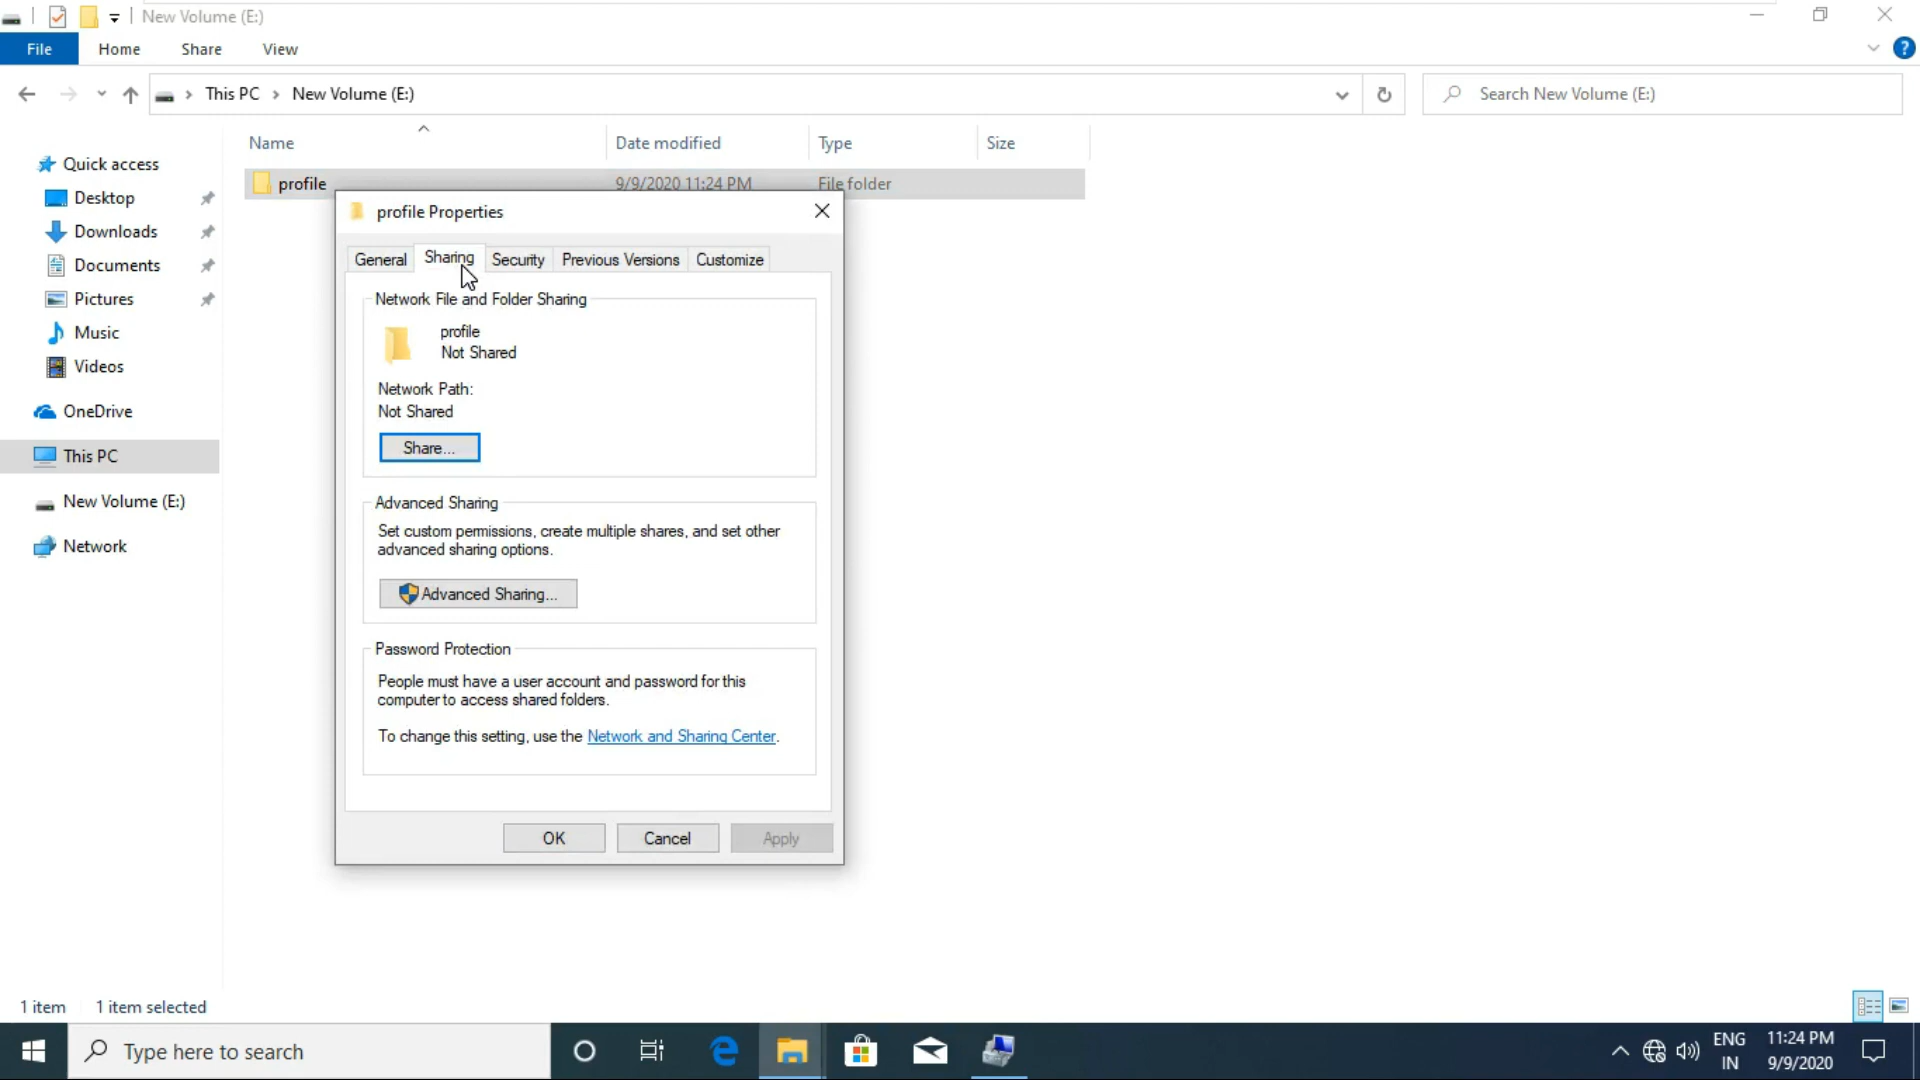 New Volume (E:)
File
Home
Share
View
This PC
New Volume (E:)
Search New Volume (E:)
Name
Date modified
Type
Size
profile
9/9/2020 11:24 PM
File folder
Quick access
Desktop
Downloads
Documents
Pictures
Music
Videos
OneDrive
This PC
New Volume (E:)
Network
profile Properties
General
Sharing
Security
Previous Versions
Customize
Network File and Folder Sharing
profile
Not Shared
Network Path:
Not Shared
Share...
Advanced Sharing
Set custom permissions, create multiple shares, and set other
advanced sharing options.
Advanced Sharing...
Password Protection
People must have a user account and password for this
computer to access shared folders.
To change this setting, use the Network and Sharing Center.
OK
Cancel
Apply
1 item
1 item selected
Type here to search
ENG
IN
11:24 PM
9/9/2020